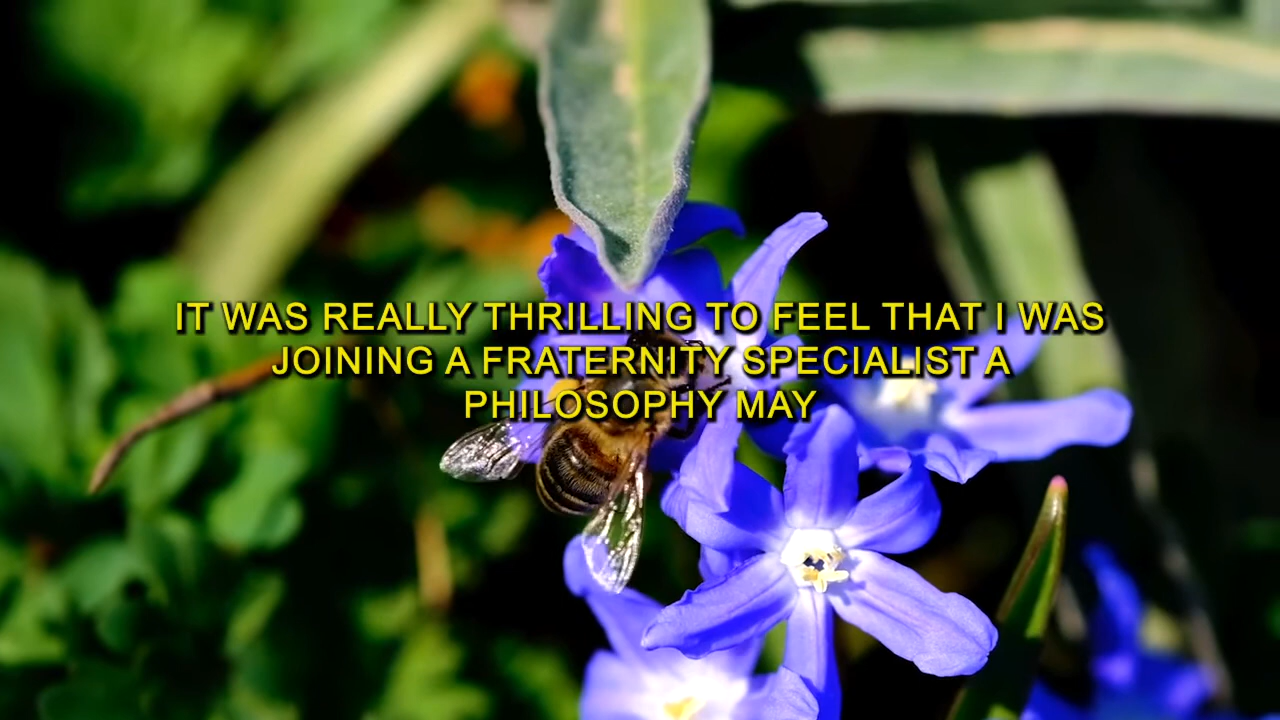 IT WAS REALLY THRILLING TO FEEL THAT I WAS
JOINING A FRATERNITY SPECIALIST A
PHILOSOPHY MAY